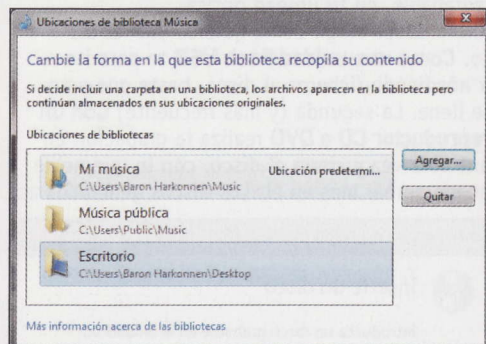 Ubicaciones de biblioteca Música
Cambie la forma en la que esta biblioteca recopila su contenido
Si decide incluir una carpeta en una biblioteca, los archivos aparecen en la biblioteca pero
continúan almacenados en sus ubicaciones originales.
Ubicaciones de bibliotecas
Mi música Ubicación predetermi...
C:\Users\Baron Harkonnen\Music
Música pública
C:\Users\Public\Music
Escritorio
C:\Users\Baron Harkonnen\Desktop
Agregar...
Quitar
Más información acerca de las bibliotecas